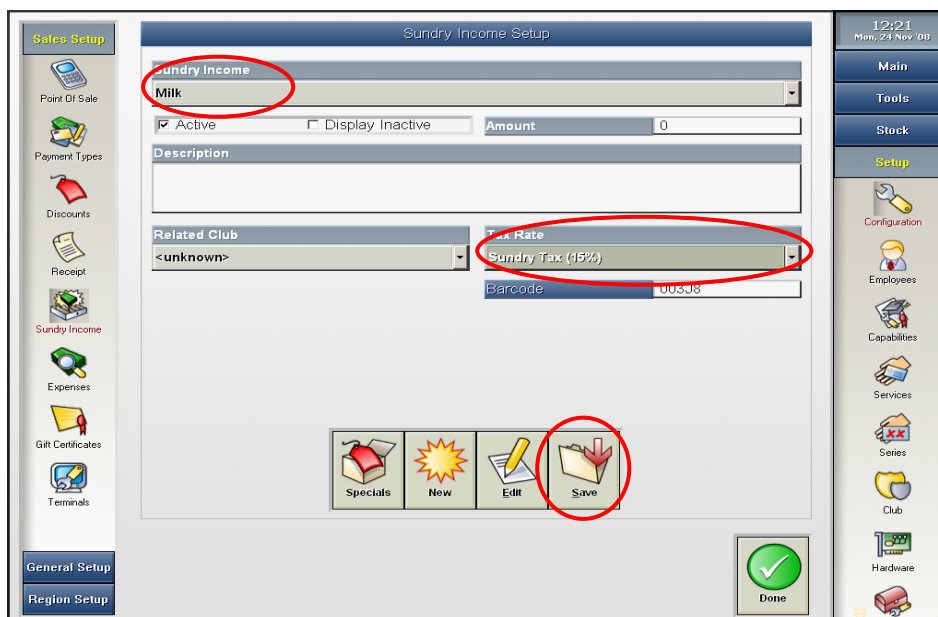 Sales Setup
Point Of Sale
Payment Types
Discounts
Receipt
Sundry Income
Expenses
Gift Certificates
Terminals
General Setup
Region Setup
Sundry Income Setup
Sundry Income
Milk
Active Display Inactive Amount 0
Description
Related Club Tax Rate
<unknown> Sundry Tax (15%)
Barcode 003J8
Specials New Edit Save
Done
12:21
Mon, 24 Nov '08
Main
Tools
Stock
Setup
Configuration
Employees
Capabilities
Services
xx
Series
Club
Hardware